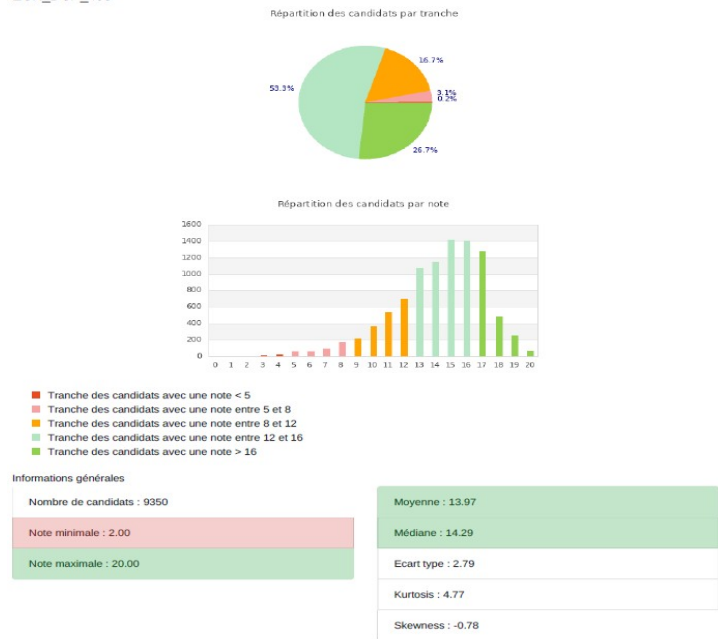 Répartition des candidats par tranche
16.7%
53.3%
3.1%
0.2%
26.7%
Répartition des candidats par note
1600
1400
1200
1000
800
600
400
200
0
0 1 2 3 4 5 6 7 8 9 10 11 12 13 14 15 16 17 18 19 20
Tranche des candidats avec une note < 5
Tranche des candidats avec une note entre 5 et 8
Tranche des candidats avec une note entre 8 et 12
Tranche des candidats avec une note entre 12 et 16
Tranche des candidats avec une note > 16
Informations générales
Nombre de candidats : 9350
Note minimale : 2.00
Note maximale : 20.00
Moyenne : 13.97
Médiane : 14.29
Ecart type : 2.79
Kurtosis : 4.77
Skewness : -0.78